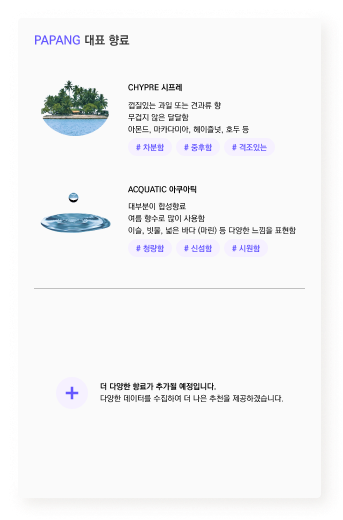 PAPANG 대표 향료
CHYPRE 시프레
껍질있는 과일 또는 견과류 향
무겁지 않은 달달함
아몬드, 마카다미아, 헤이즐넛, 호두 등
# 차분함 # 중후함 # 격조있는
ACQUATIC 아쿠아틱
대부분이 합성향료
여름 향수로 많이 사용함
이슬, 빗물, 넓은 바다 (마린) 등 다양한 느낌을 표현함
# 청량함 # 신섬함 # 시원함
더 다양한 향료가 추가될 예정입니다.
다양한 데이터를 수집하여 더 나은 추천을 제공하겠습니다.